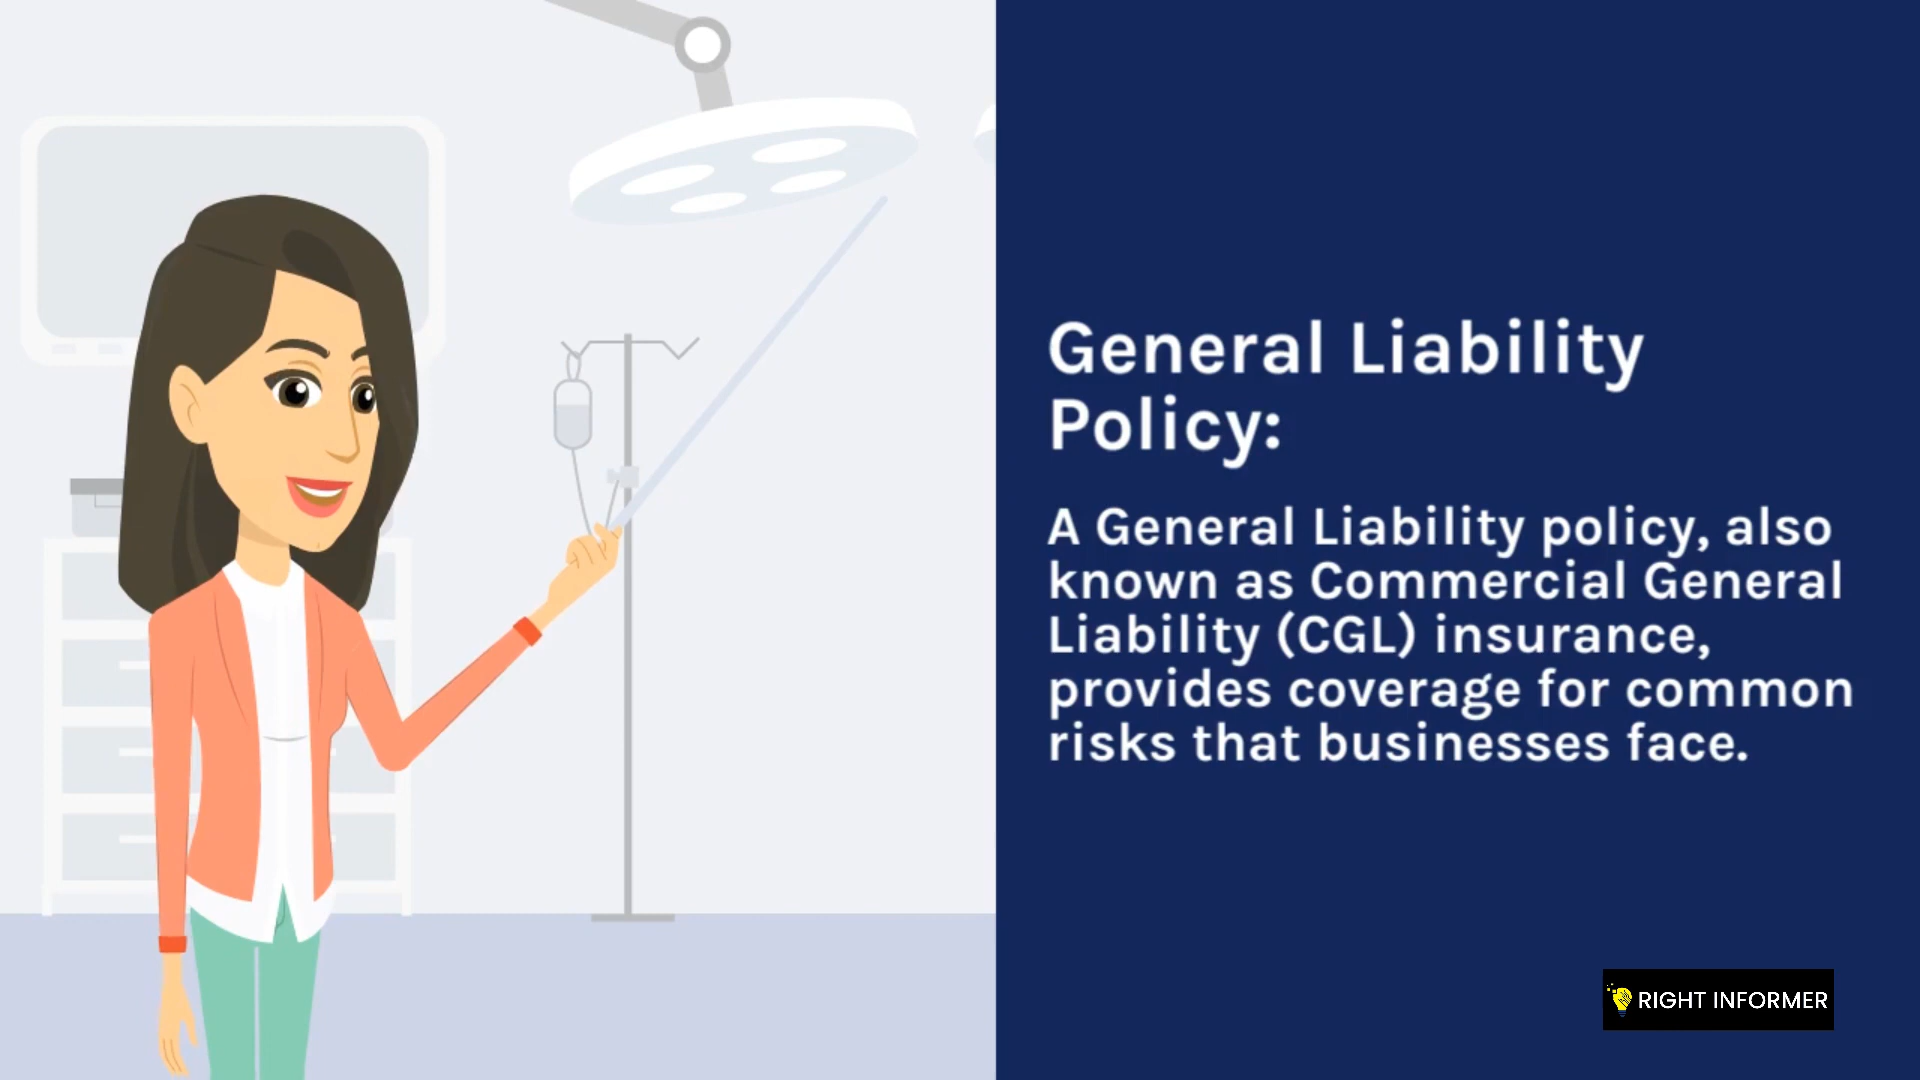 General Liability
Policy:
A General Liability policy, also
known as Commercial General
Liability (CGL) insurance,
provides coverage for common
risks that businesses face.
RIGHT INFORMER